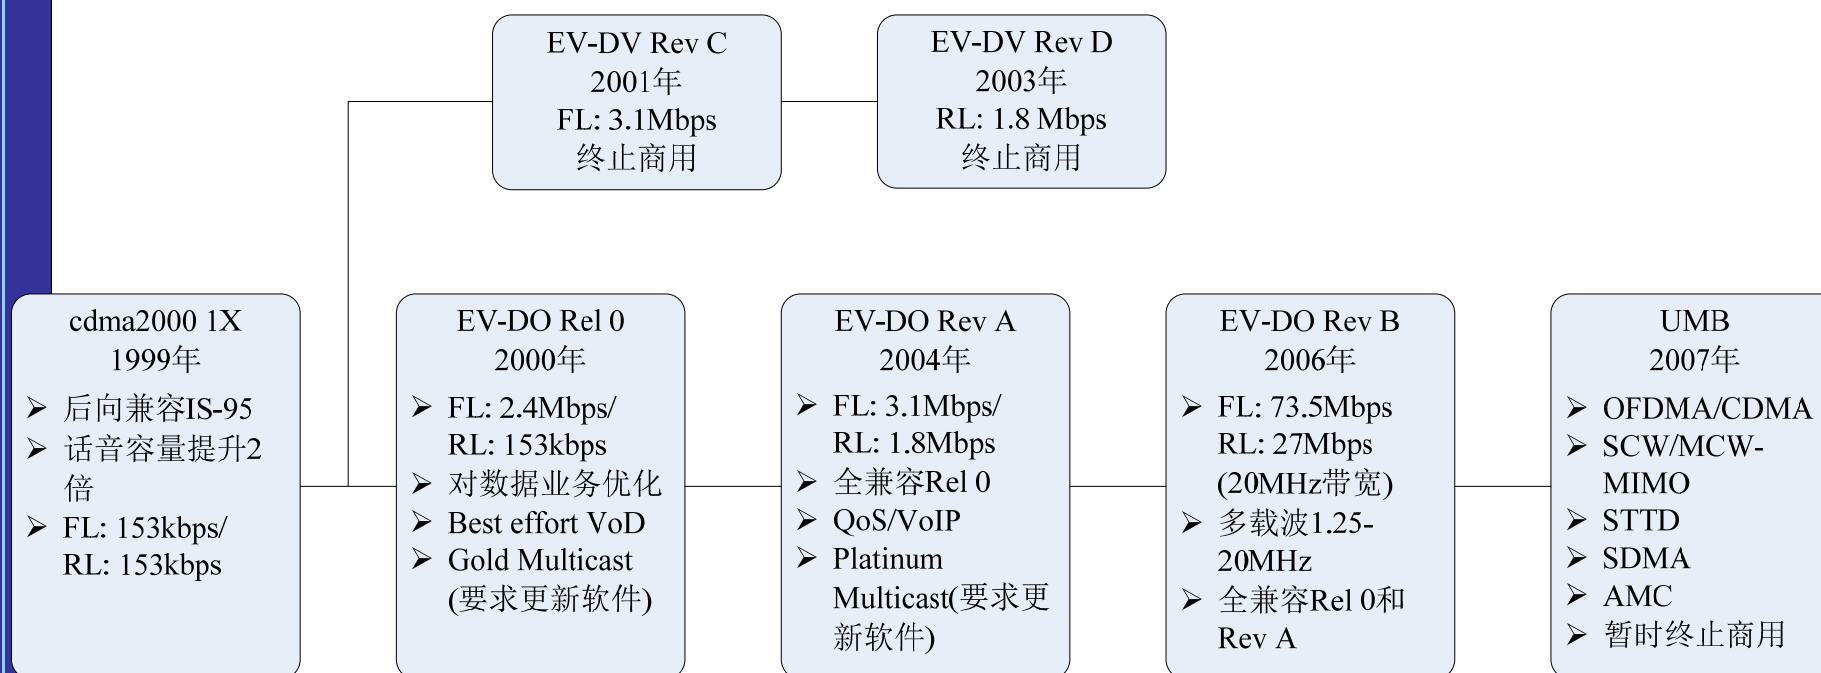 EV-DV Rev C
2001年
FL: 3.1Mbps
终止商用
EV-DV Rev D
2003年
RL: 1.8 Mbps
终止商用
cdma2000 1X
1999年
➢ 后向兼容IS-95
➢ 话音容量提升2
倍
➢ FL: 153kbps/
RL: 153kbps
EV-DO Rel 0
2000年
➢ FL: 2.4Mbps/
RL: 153kbps
➢ 对数据业务优化
➢ Best effort VoD
➢ Gold Multicast
(要求更新软件)
EV-DO Rev A
2004年
➢ FL: 3.1Mbps/
RL: 1.8Mbps
➢ 全兼容Rel 0
➢ QoS/VoIP
➢ Platinum
Multicast(要求更
新软件)
EV-DO Rev B
2006年
➢ FL: 73.5Mbps
RL: 27Mbps
(20MHz带宽)
➢ 多载波1.25-
20MHz
➢ 全兼容Rel 0和
Rev A
UMB
2007年
➢ OFDMA/CDMA
➢ SCW/MCW-
MIMO
➢ STTD
➢ SDMA
➢ AMC
➢ 暂时终止商用